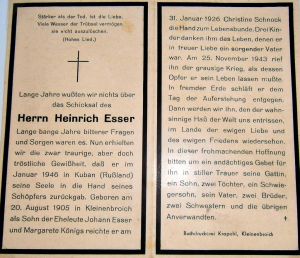 Stärker als der Tod, ist die Liebe.
Viele Wasser der Trübsal vermögen
sie nicht auszulöschen.
(Hohes Lied.)
Lange Jahre wußten wir nichts über
das Schicksal des
Herrn Heinrich Esser
Lange bange Jahre bitterer Fragen
und Sorgen waren es. Nun erhielten
wir die zwar traurige, aber doch
tröstliche Gewißheit, daß er im
Januar 1946 in Kuban (Rußland)
seine Seele in die Hand seines
Schöpfers zurückgab. Geboren am
20. August 1905 in Kleinenbroich
als Sohn der Eheleute Johann Esser
und Margarete Königs reichte er am
31. Januar 1926 Christine Schnock
die Hand zum Lebensbunde. Drei Kin-
der danken ihm das Leben, denen er
in treuer Liebe ein sorgender Vater
war. Am 25. November 1943 rief
ihn der grausige Krieg, als dessen
Opfer er sein Leben lassen mußte.
In fremder Erde schläft er dem
Tag der Auferstehung entgegen.
Dann werden wir ihn, den der wahn-
sinnige Haß der Welt uns entrissen,
im Lande der ewigen Liebe und
des ewigen Friedens wiedersehen.
In dieser trostvollen Hoffnung
bitten um ein andächtiges Gebet für
ihn in stiller Treue seine Gattin,
ein Sohn, zwei Töchter, ein Schwie-
gersohn, sein Vater, zwei Brüder,
zwei Schwestern und die übrigen
Anverwandten.
Buchdruckerei Krapohl, Kleinenbroich